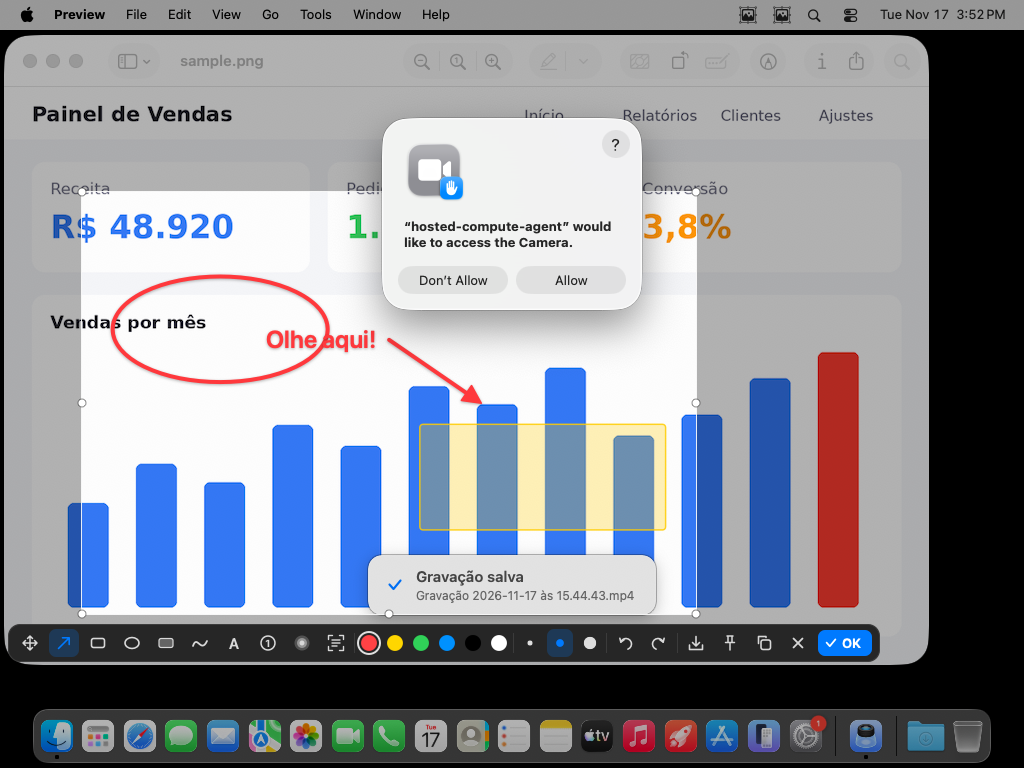 Preview File Edit View Go Tools Window Help Tue Nov 17 3:52 PM
sample.png
Painel de Vendas Início Relatórios Clientes Ajustes
?
Receita Conversão
R$ 48.920 1. 3,8%
“hosted-compute-agent” would
like to access the Camera.
Don’t Allow Allow
Vendas por mês
Olhe aqui!
Gravação salva
Gravação 2026-11-17 às 15.44.43.mp4
A 1 OK
TUE
17
tv
1